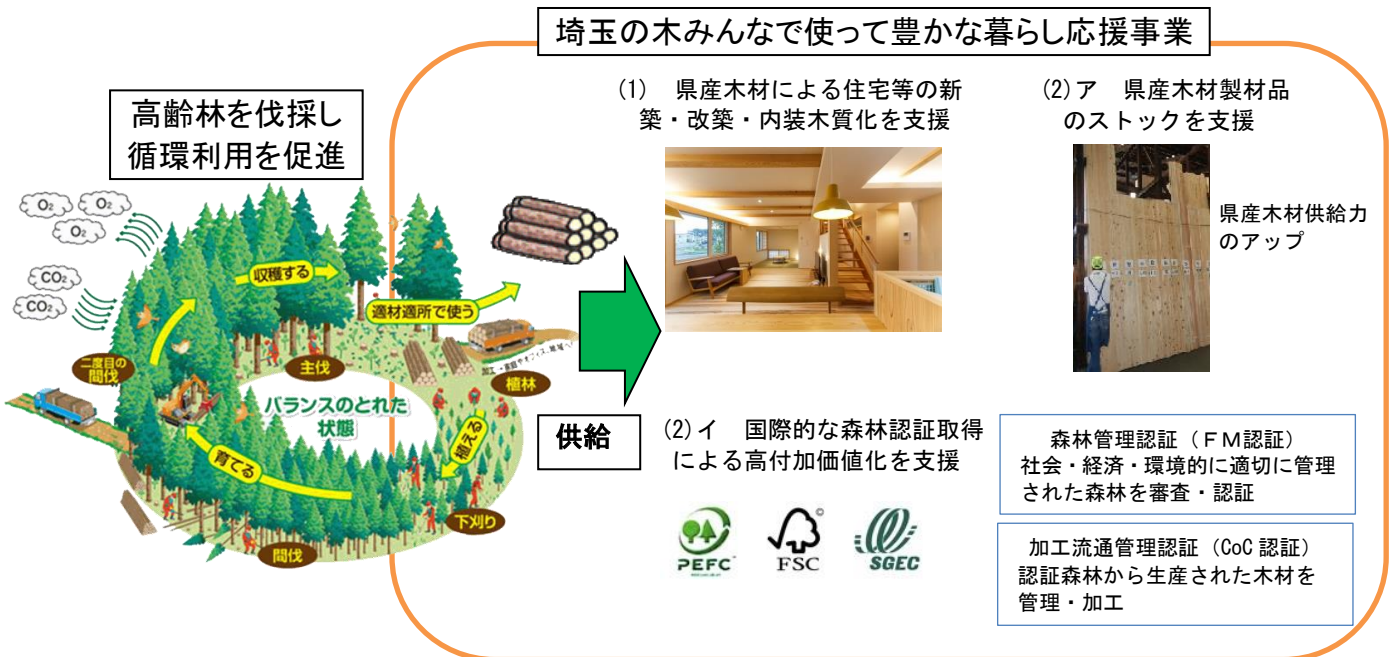 埼玉の木みんなで使って豊かな暮らし応援事業
高齢林を伐採し
循環利用を促進
O₂
O₂
O₂
CO₂
CO₂
収穫する
適材適所で使う
二度目の
間伐
主伐
植林
バランスのとれた
状態
植える
育てる
下刈り
間伐
供給
(1) 県産木材による住宅等の新
築・改築・内装木質化を支援
(2)ア 県産木材製材品
のストックを支援
県産木材供給力
のアップ
(2)イ 国際的な森林認証取得
による高付加価値化を支援
PEFC
FSC
©
SGEC
森林管理認証（ＦＭ認証）
社会・経済・環境的に適切に管理
された森林を審査・認証
加工流通管理認証（CoC 認証）
認証森林から生産された木材を
管理・加工